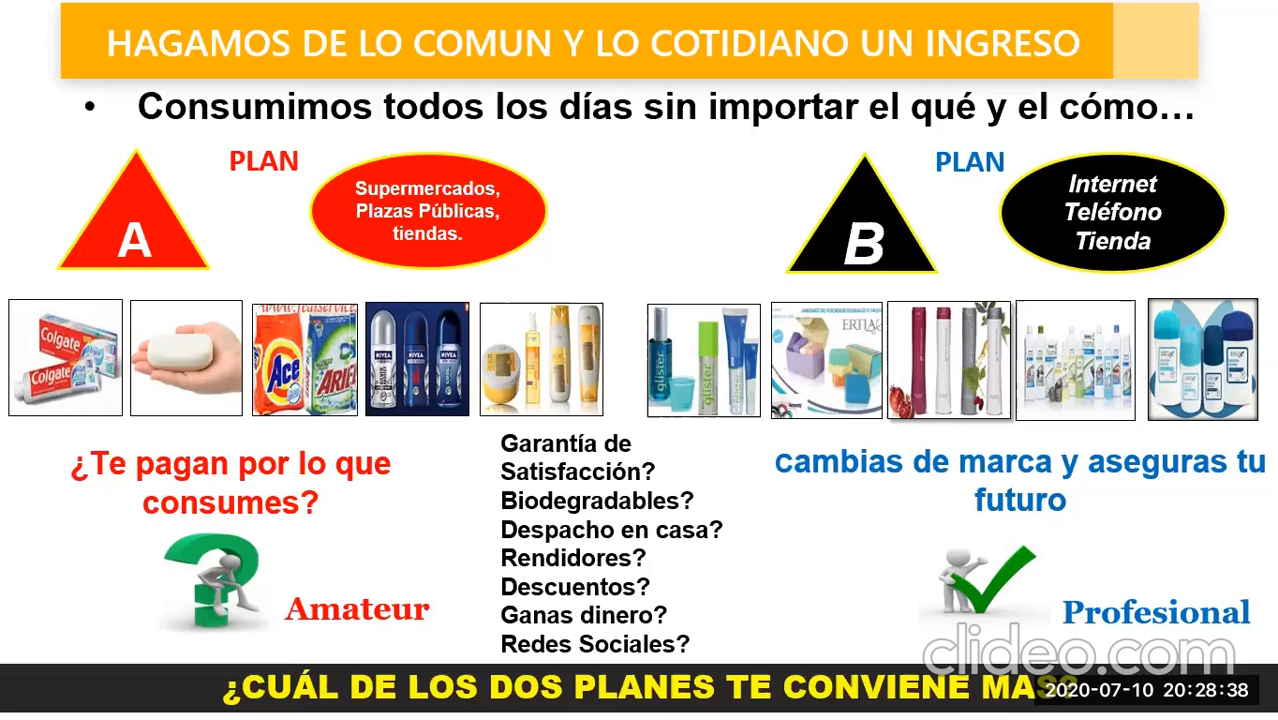 HAGAMOS DE LO COMUN Y LO COTIDIANO UN INGRESO
• Consumimos todos los días sin importar el qué y el cómo…
A
PLAN
Supermercados,
Plazas Públicas,
tiendas.
B
PLAN
Internet
Teléfono
Tienda
Colgate
Colgate
Ace
ARIEL
NIVEA
NIVEA
NIVEA
glister
glister
glister
ERTIA
Amway
¿Te pagan por lo que
consumes?
Amateur
Garantía de
Satisfacción?
Biodegradables?
Despacho en casa?
Rendidores?
Descuentos?
Ganas dinero?
Redes Sociales?
cambias de marca y aseguras tu
futuro
Profesional
clideo.com
¿CUÁL DE LOS DOS PLANES TE CONVIENE MAS?
2020-07-10 20:28:38